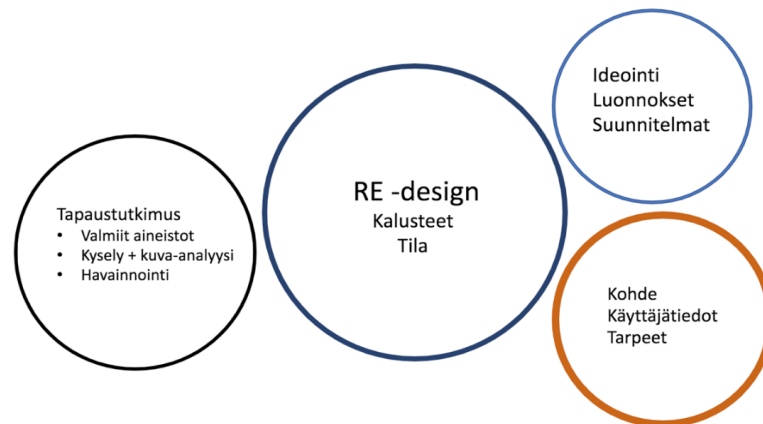 Tapaustutkimus
• Valmiit aineistot
• Kysely + kuva-analyysi
• Havainnointi
RE -design
Kalusteet
Tila
Ideointi
Luonnokset
Suunnitelmat
Kohde
Käyttäjätiedot
Tarpeet